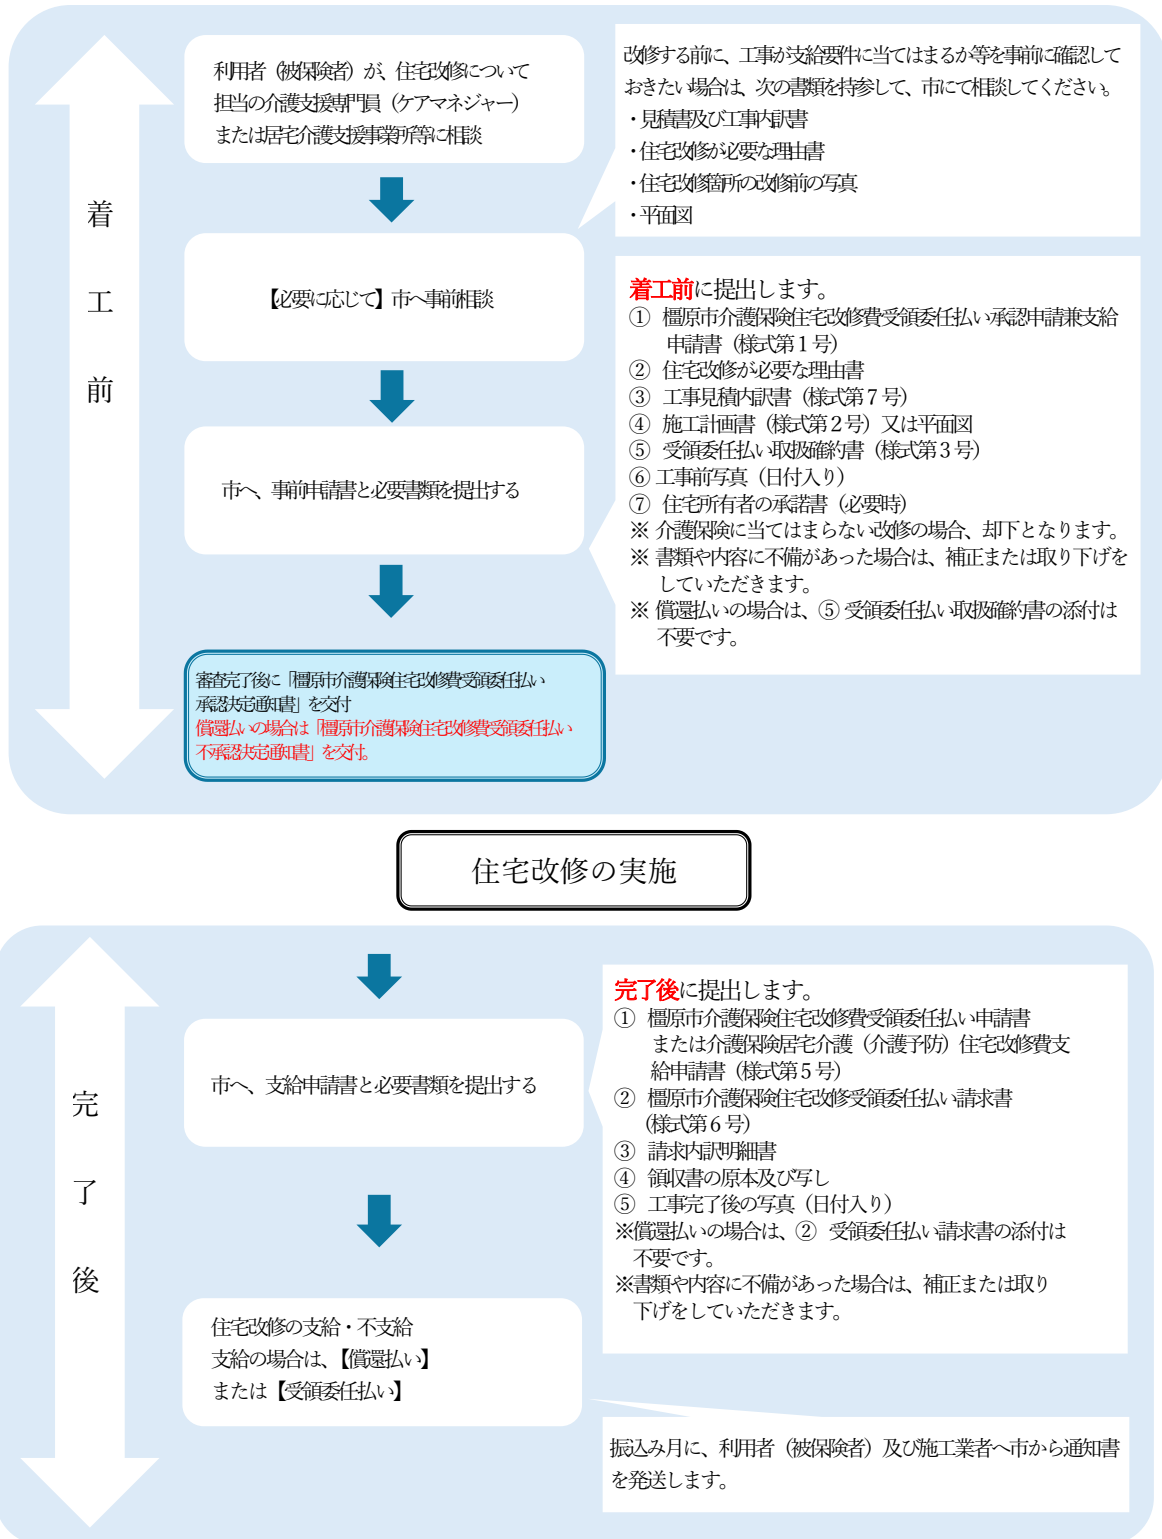 着
工
前
利用者（被保険者）が、住宅改修について
担当の介護支援専門員（ケアマネジャー）
または居宅介護支援事業所等に相談
改修する前に、工事が支給要件に当てはまるか等を事前に確認して
おきたい場合は、次の書類を持参して、市にて相談してください。
・見積書及び工事内訳書
・住宅改修が必要な理由書
・住宅改修箇所の改修前の写真
・平面図
【必要に応じて】市へ事前相談
市へ、事前申請書と必要書類を提出する
着工前に提出します。
① 橿原市介護保険住宅改修費受領委任払い承認申請兼支給
申請書（様式第１号）
② 住宅改修が必要な理由書
③ 工事見積内訳書（様式第７号）
④ 施工計画書（様式第２号）又は平面図
⑤ 受領委任払い取扱確約書（様式第３号）
⑥ 工事前写真（日付入り）
⑦ 住宅所有者の承諾書（必要時）
※ 介護保険に当てはまらない改修の場合、却下となります。
※ 書類や内容に不備があった場合は、補正または取り下げを
していただきます。
※ 償還払いの場合は、⑤ 受領委任払い取扱確約書の添付は
不要です。
審査完了後に「橿原市介護保険住宅改修費受領委任払い
承認決定通知書」を交付
償還払いの場合は「橿原市介護保険住宅改修費受領委任払い
不承認決定通知書」を交付。
住宅改修の実施
完
了
後
市へ、支給申請書と必要書類を提出する
完了後に提出します。
① 橿原市介護保険住宅改修費受領委任払い申請書
または介護保険居宅介護（介護予防）住宅改修費支
給申請書（様式第５号）
② 橿原市介護保険住宅改修受領委任払い請求書
（様式第６号）
③ 請求内訳明細書
④ 領収書の原本及び写し
⑤ 工事完了後の写真（日付入り）
※償還払いの場合は、② 受領委任払い請求書の添付は
不要です。
※書類や内容に不備があった場合は、補正または取り
下げをしていただきます。
住宅改修の支給・不支給
支給の場合は、【償還払い】
または【受領委任払い】
振込み月に、利用者（被保険者）及び施工業者へ市から通知書
を発送します。